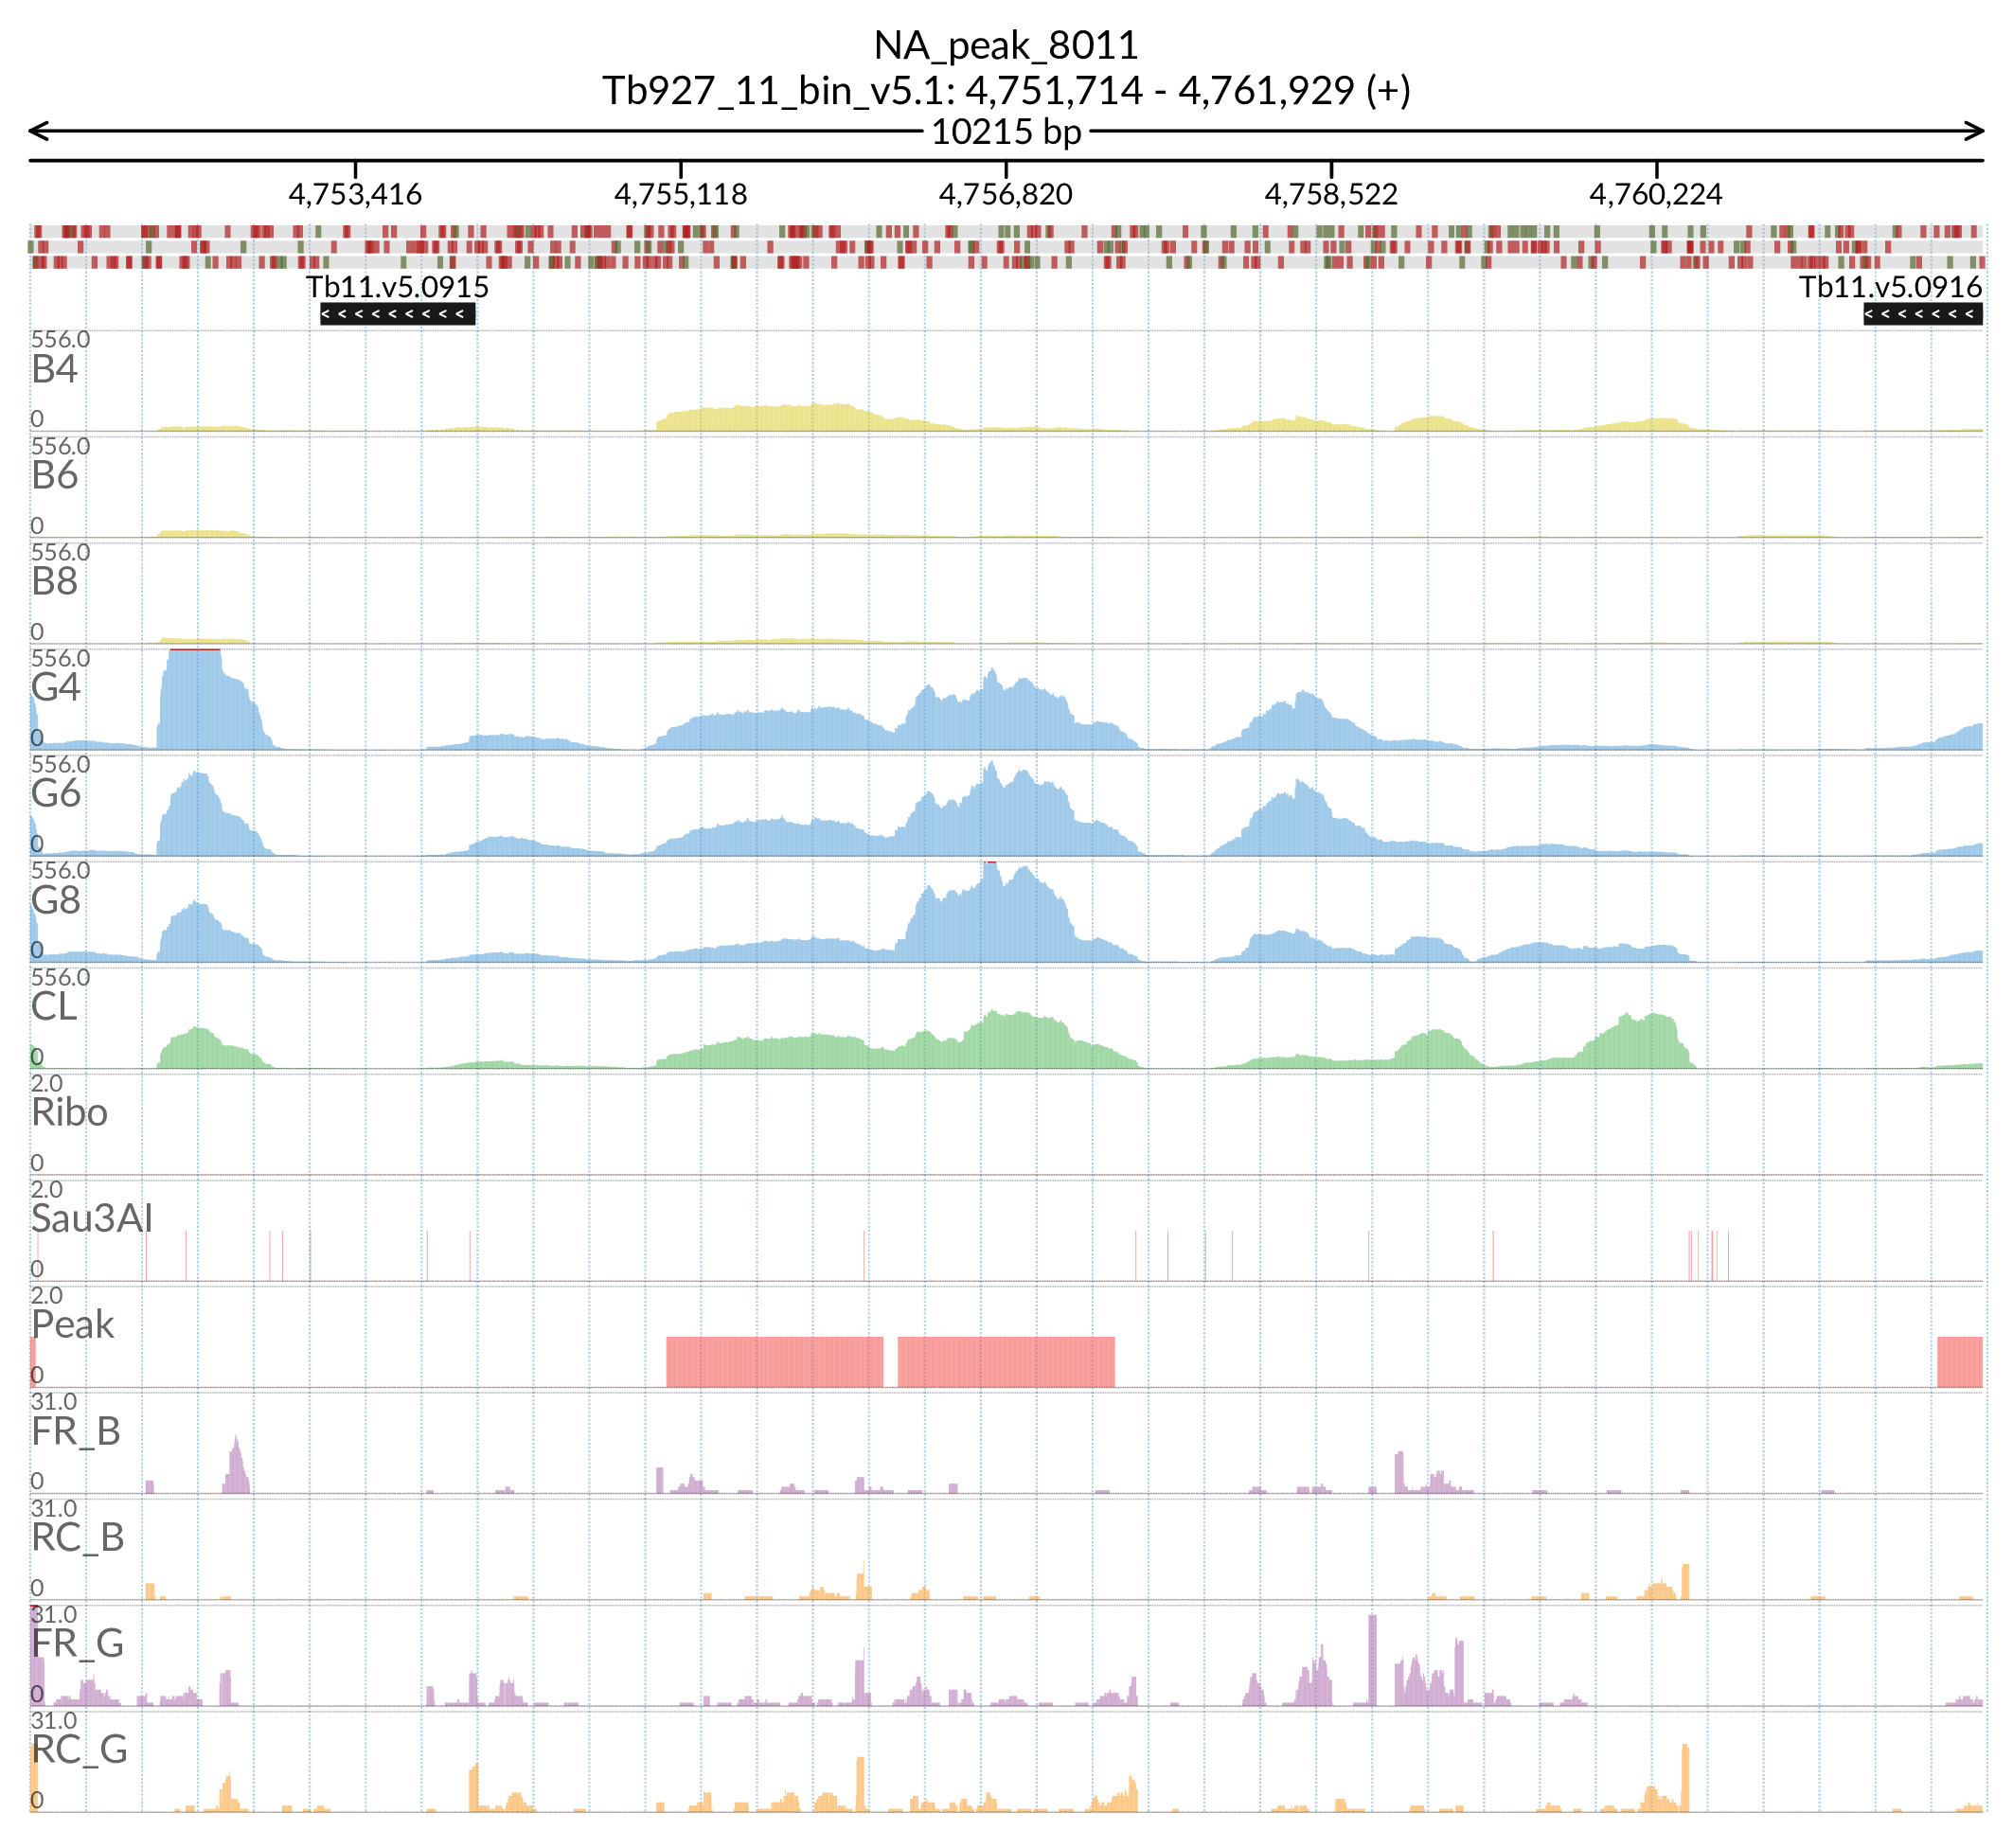 NA_peak_8011
Tb927_11_bin_v5.1: 4,751,714 - 4,761,929 (+)
10215 bp
4,753,416 4,755,118 4,756,820 4,758,522 4,760,224
Tb11.v5.0915 Tb11.v5.0916
556.0
B4
0
556.0
B6
0
556.0
B8
0
556.0
G4
0
556.0
G6
0
556.0
G8
0
556.0
CL
0
2.0
Ribo
0
2.0
Sau3AI
0
2.0
Peak
0
31.0
FR_B
0
31.0
RC_B
0
31.0
FR_G
0
31.0
RC_G
0